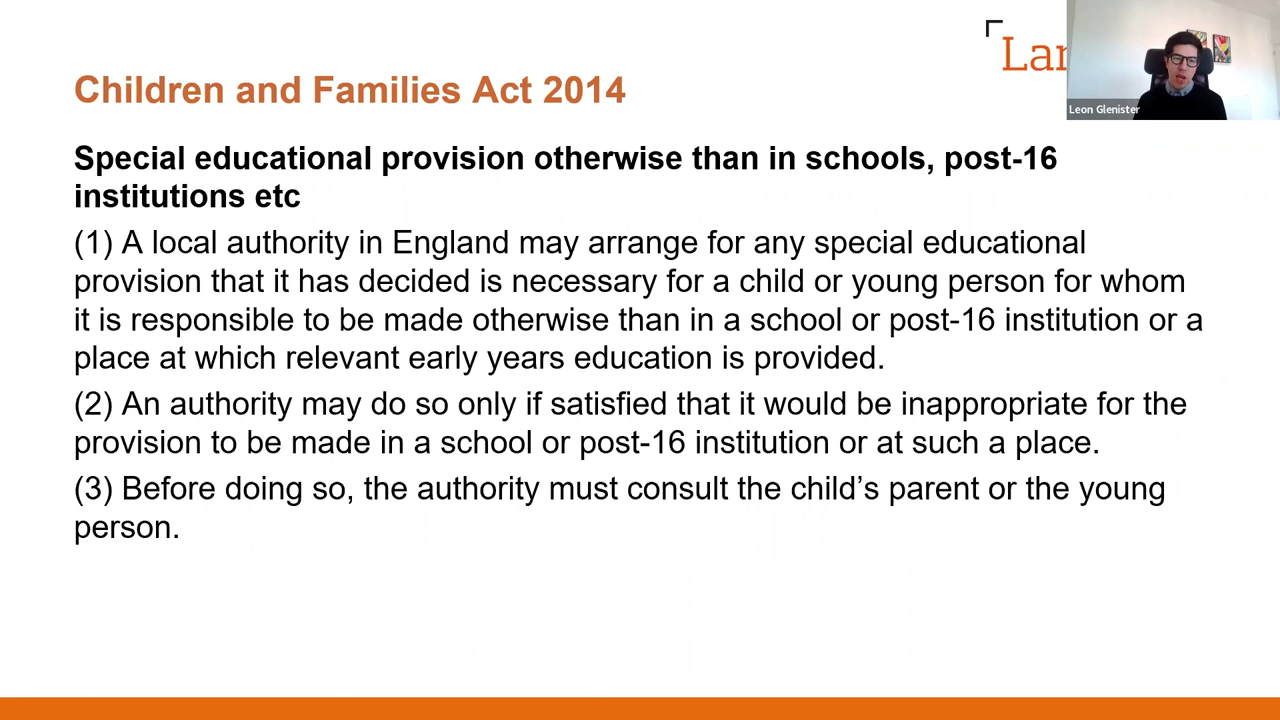 Lan
Leon Glenister
Children and Families Act 2014
Special educational provision otherwise than in schools, post-16
institutions etc
(1) A local authority in England may arrange for any special educational
provision that it has decided is necessary for a child or young person for whom
it is responsible to be made otherwise than in a school or post-16 institution or a
place at which relevant early years education is provided.
(2) An authority may do so only if satisfied that it would be inappropriate for the
provision to be made in a school or post-16 institution or at such a place.
(3) Before doing so, the authority must consult the child’s parent or the young
person.